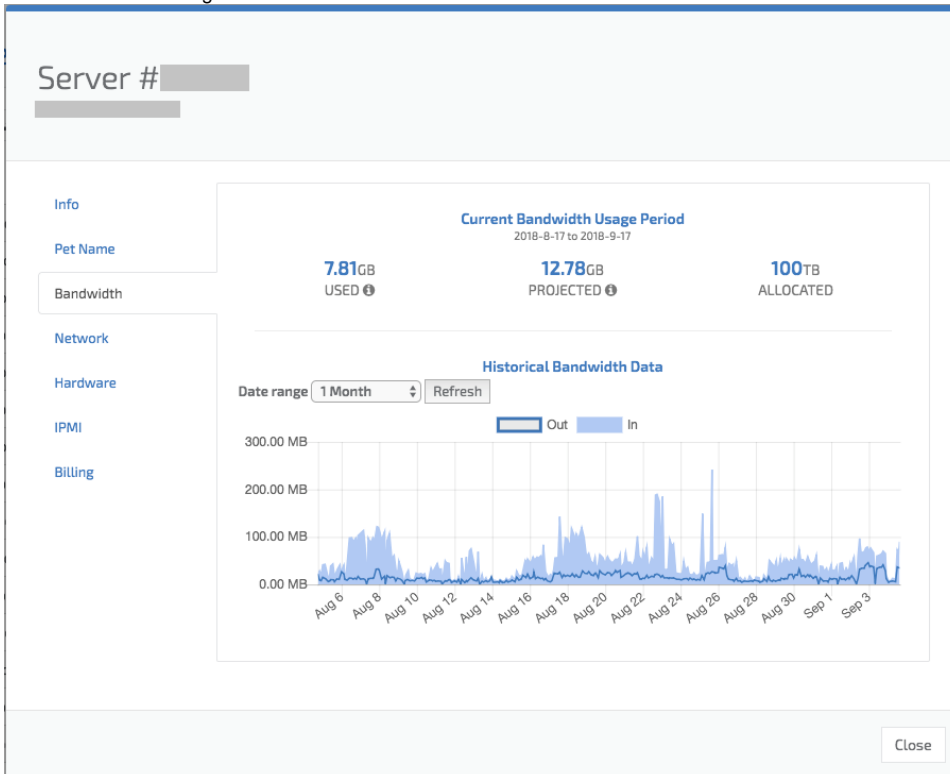 Server #
Info
Pet Name
Bandwidth
Network
Hardware
IPMI
Billing
Current Bandwidth Usage Period
2018-8-17 to 2018-9-17
7.81GB 12.78GB 100TB
USED PROJECTED ALLOCATED
Historical Bandwidth Data
Date range 1 Month Refresh
Out In
300.00 MB
200.00 MB
100.00 MB
0.00 MB
Aug 6 Aug 8 Aug 10 Aug 12 Aug 14 Aug 16 Aug 18 Aug 20 Aug 22 Aug 24 Aug 26 Aug 28 Aug 30 Sep 1 Sep 3
Close